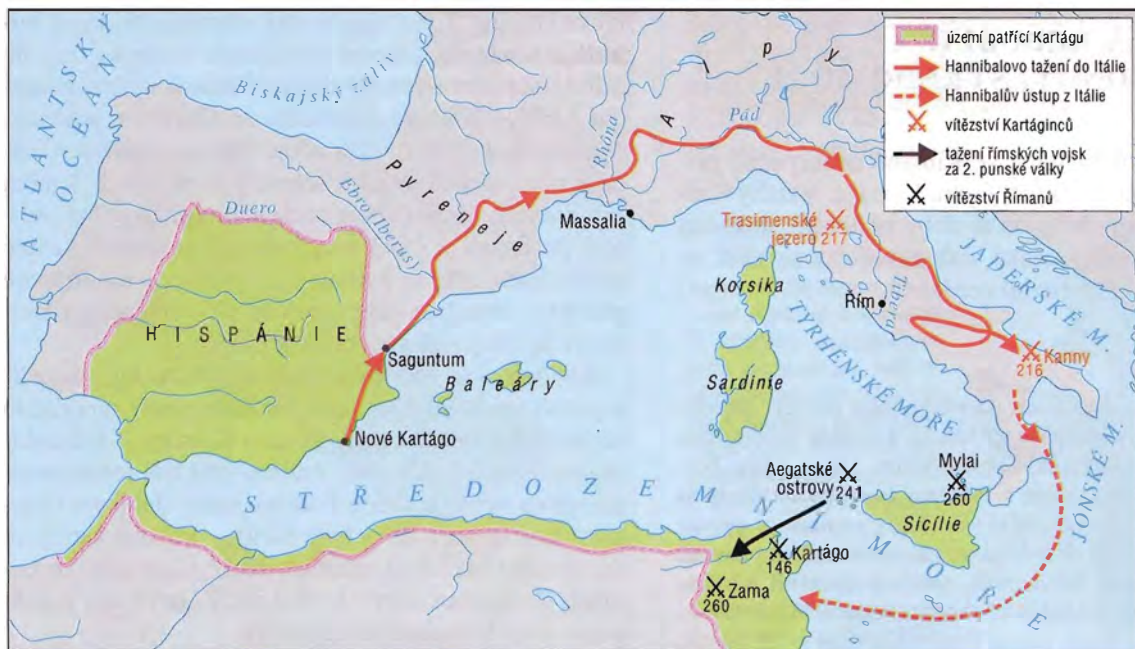 území patřící Kartágu
Hannibalovo tažení do Itálie
Hannibalův ústup z Itálie
vítězství Kartáginců
tažení římských vojsk
za 2. punské války
vítězství Římanů
ATLANTSKÝ
OCEÁN
Biskajský záliv
Alpy
Pád
Rhóna
Pyreneje
Ebro (Iberus)
Duero
Massalia
Trasimenské
jezero 217
Korsika
Tibera
Řím
JADERSKÉ M.
TYRHÉNSKÉ MOŘE
Kanny
216
HISPÁNIE
Saguntum
Baleáry
Sardinie
Nové Kartágo
Aegatské
ostrovy
241
Mylai
260
Sicílie
JÓNSKÉ M.
STŘEDOZEMNÍ MOŘE
Kartágo
146
Zama
260